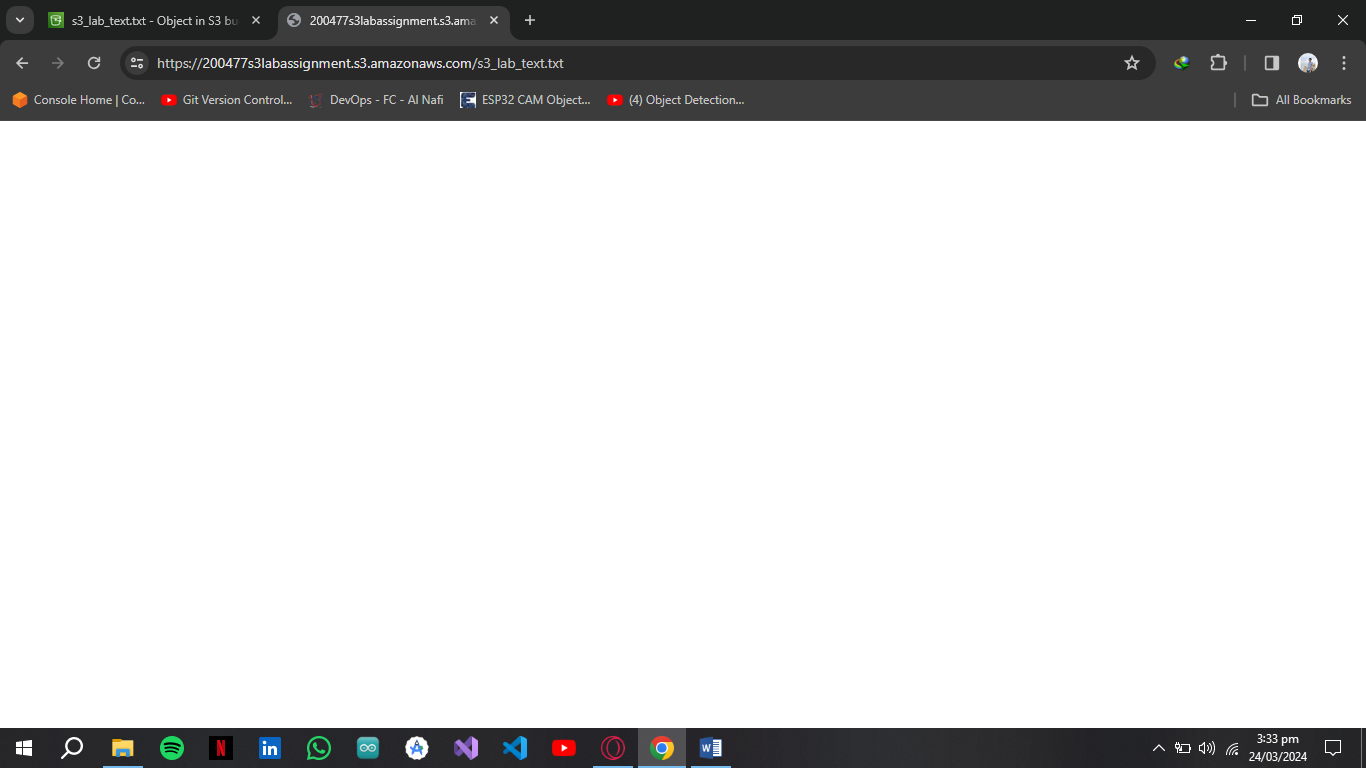 s3_lab_text.txt - Object in S3 bu
200477s3labassignment.s3.ama
https://200477s3labassignment.s3.amazonaws.com/s3_lab_text.txt
Console Home | Co...
Git Version Control...
DevOps - FC - Al Nafi
ESP32 CAM Object...
(4) Object Detection...
All Bookmarks
3:33 pm
24/03/2024